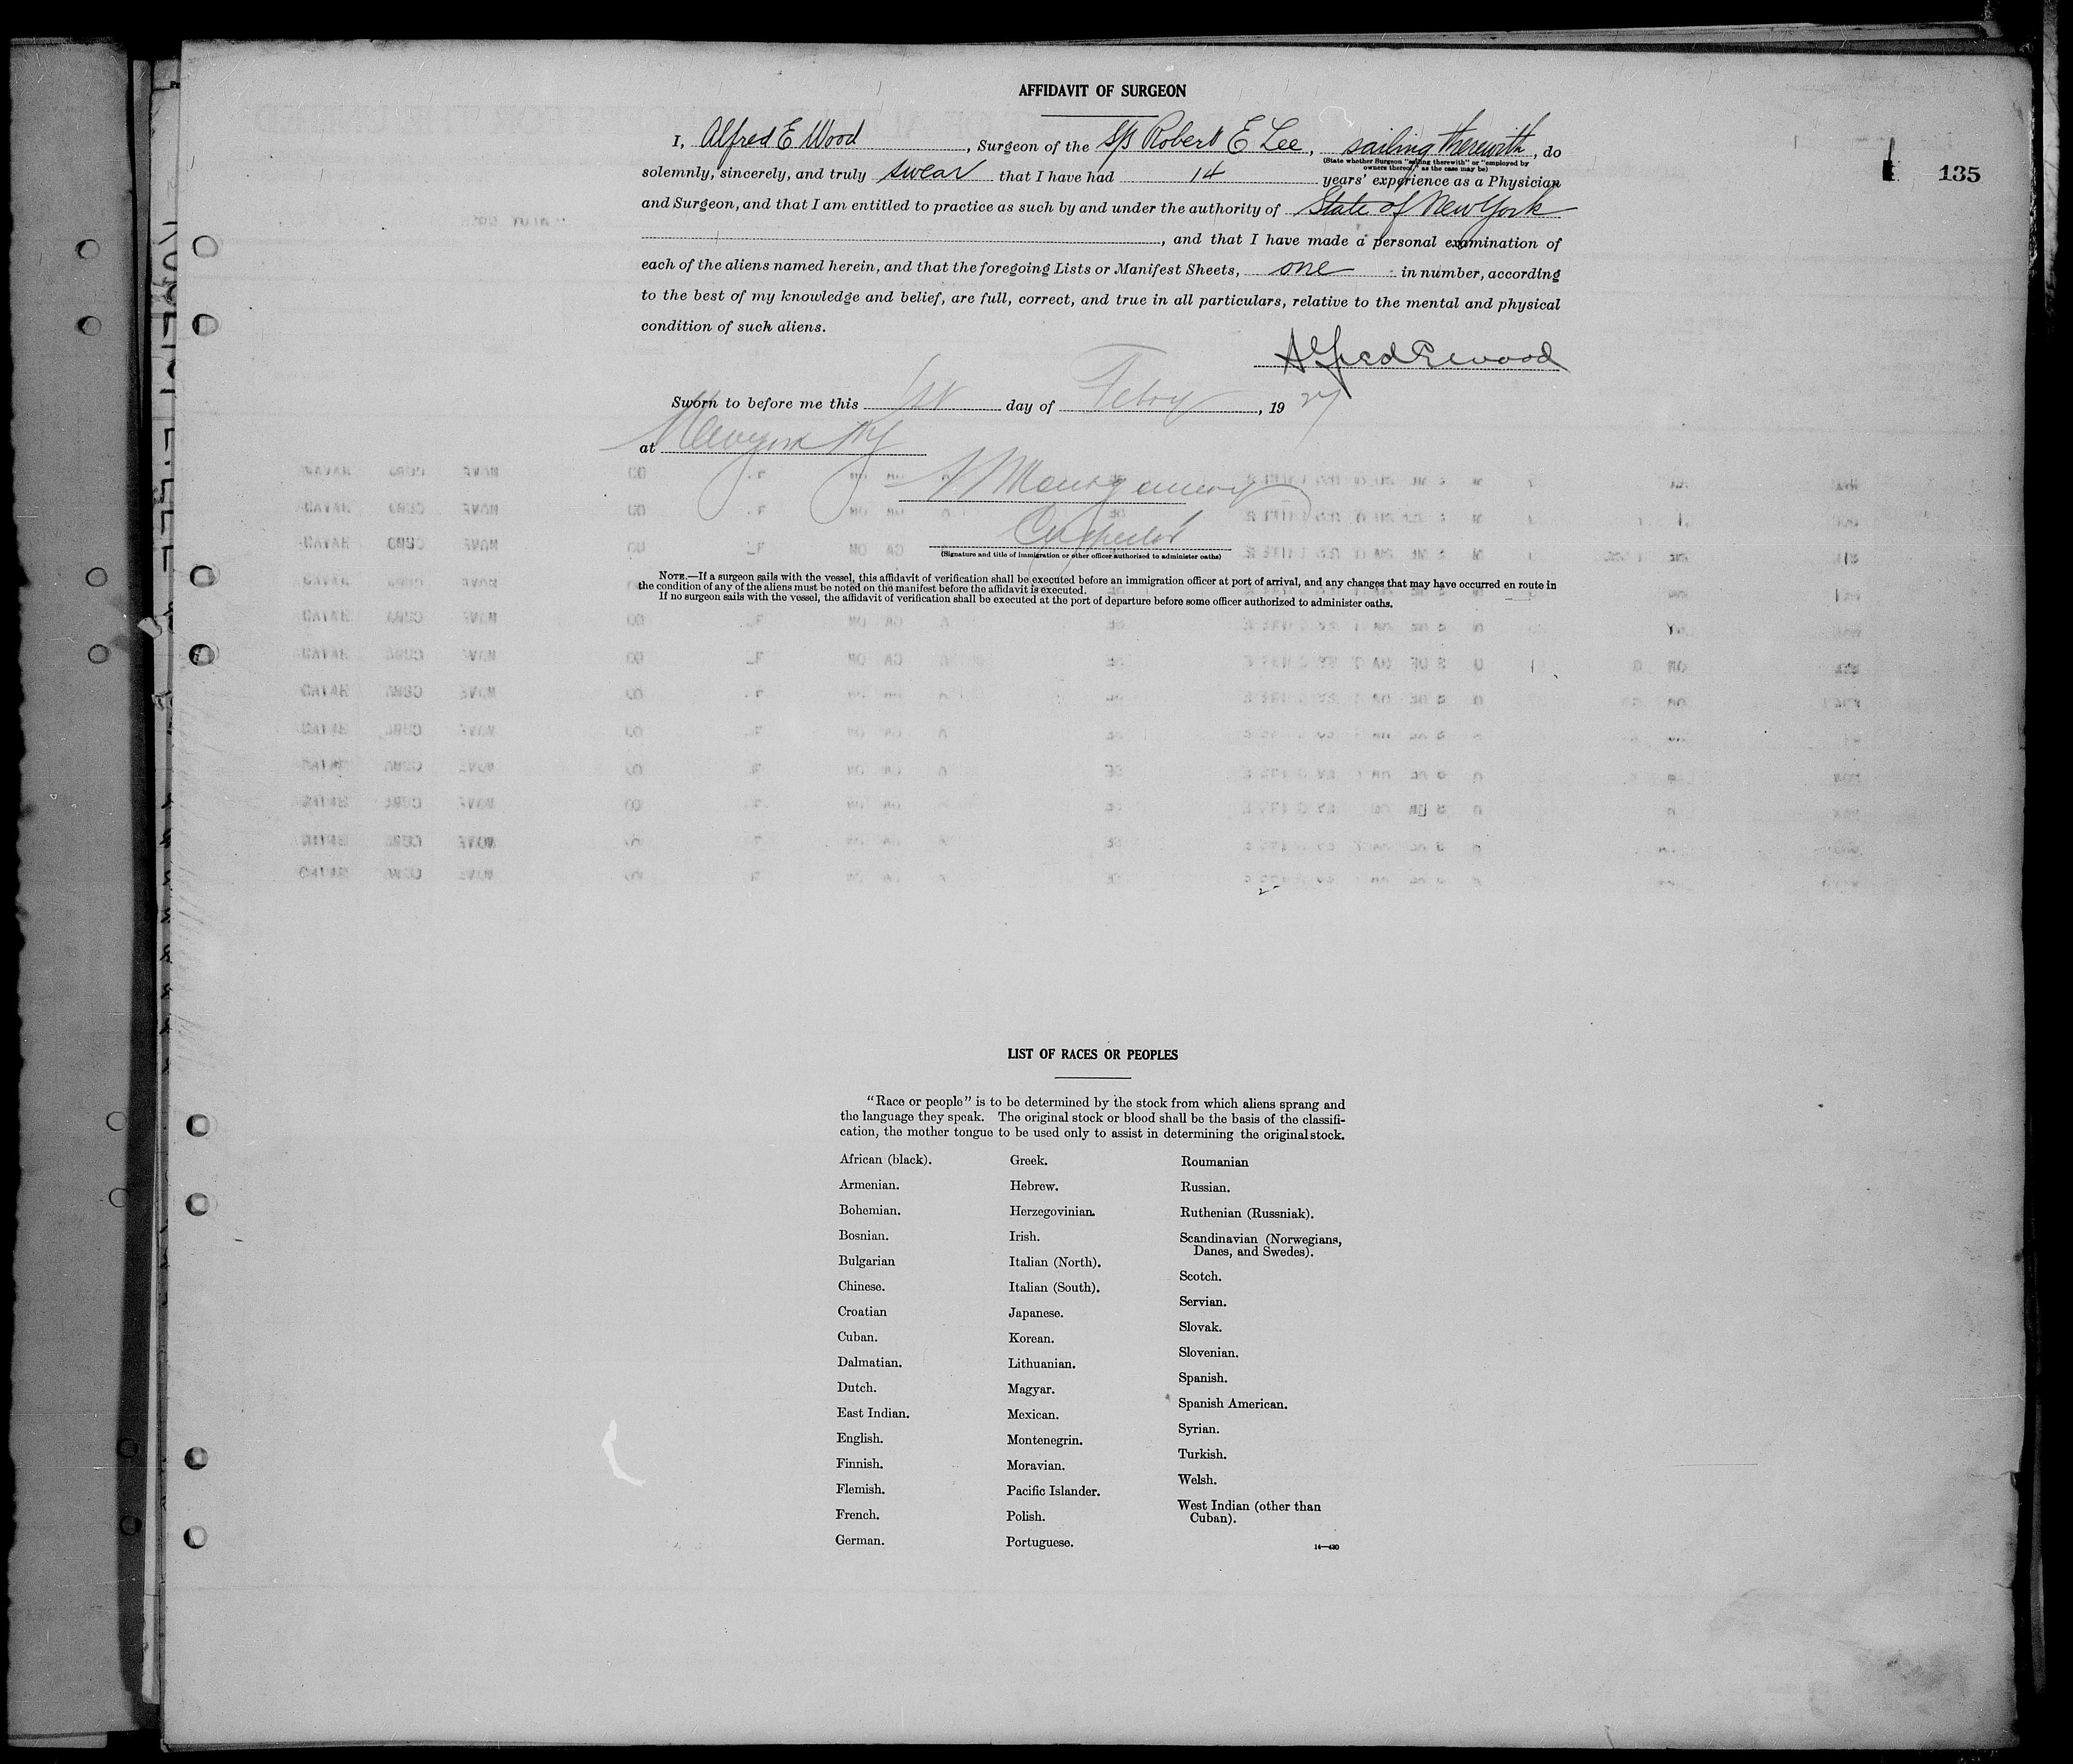 AFFIDAVIT OF SURGEON
135
I, Alfred E Wood, Surgeon of the S/S Robert E Lee, sailing therewith, do
(State whether Surgeon "sailing therewith" or "employed by
owners thereof," as the case may be)
solemnly, sincerely, and truly swear that I have had 14 years' experience as a Physician
and Surgeon, and that I am entitled to practice as such by and under the authority of State of New York
, and that I have made a personal examination of
each of the aliens named herein, and that the foregoing Lists or Manifest Sheets, one in number, according
to the best of my knowledge and belief, are full, correct, and true in all particulars, relative to the mental and physical
condition of such aliens.
Alfred E Wood
Sworn to before me this 1st day of Febry, 1927
at New York NY
Montgomery
Inspector
(Signature and title of immigration or other officer authorized to administer oaths)
NOTE.—If a surgeon sails with the vessel, this affidavit of verification shall be executed before an immigration officer at port of arrival, and any changes that may have occurred en route in
the condition of any of the aliens must be noted on the manifest before the affidavit is executed.
If no surgeon sails with the vessel, the affidavit of verification shall be executed at the port of departure before some officer authorized to administer oaths.
LIST OF RACES OR PEOPLES
"Race or people" is to be determined by the stock from which aliens sprang and
the language they speak. The original stock or blood shall be the basis of the classifi-
cation, the mother tongue to be used only to assist in determining the original stock.
African (black).
Armenian.
Bohemian.
Bosnian.
Bulgarian
Chinese.
Croatian
Cuban.
Dalmatian.
Dutch.
East Indian.
English.
Finnish.
Flemish.
French.
German.
Greek.
Hebrew.
Herzegovinian.
Irish.
Italian (North).
Italian (South).
Japanese.
Korean.
Lithuanian.
Magyar.
Mexican.
Montenegrin.
Moravian.
Pacific Islander.
Polish.
Portuguese.
Roumanian
Russian.
Ruthenian (Russniak).
Scandinavian (Norwegians,
Danes, and Swedes).
Scotch.
Servian.
Slovak.
Slovenian.
Spanish.
Spanish American.
Syrian.
Turkish.
Welsh.
West Indian (other than
Cuban).
14—430